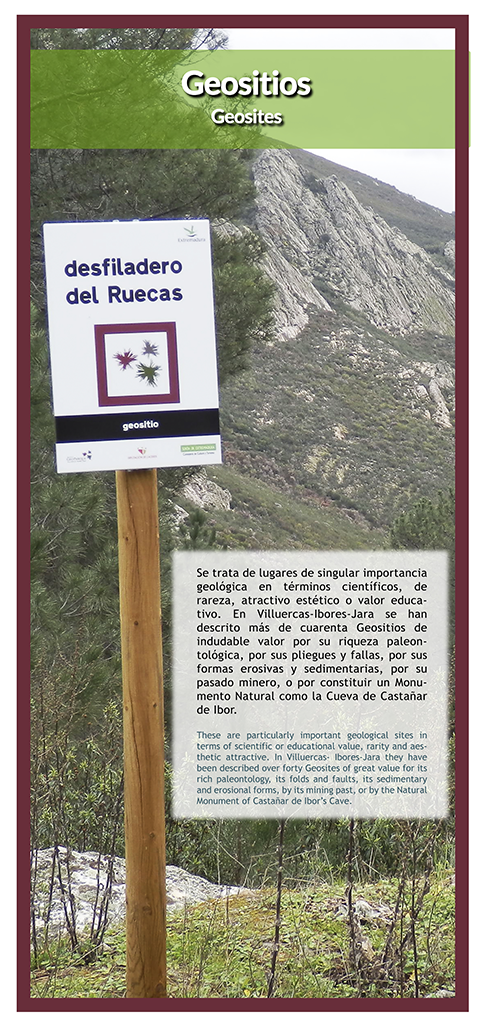 Geositios
Geosites
Extremadura
desfiladero
del Ruecas
geositio
Se trata de lugares de singular importancia
geológica en términos científicos, de
rareza, atractivo estético o valor educa-
tivo. En Villuercas-Ibores-Jara se han
descrito más de cuarenta Geositios de
indudable valor por su riqueza paleon-
tológica, por sus pliegues y fallas, por sus
formas erosivas y sedimentarias, por su
pasado minero, o por constituir un Monu-
mento Natural como la Cueva de Castañar
de Ibor.
These are particularly important geological sites in
terms of scientific or educational value, rarity and aes-
thetic attractive. In Villuercas- Ibores-Jara they have
been described over forty Geosites of great value for its
rich paleontology, its folds and faults, its sedimentary
and erosional forms, by its mining past, or by the Natural
Monument of Castañar de Ibor's Cave.